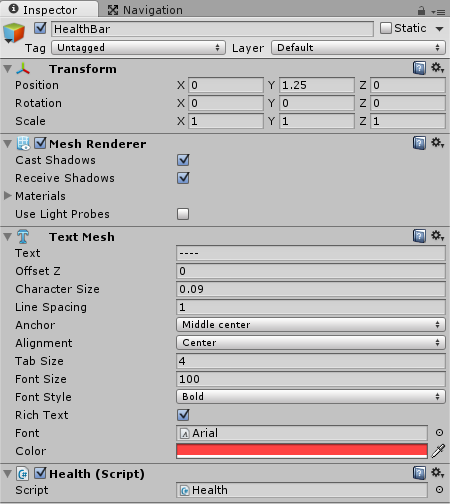 Inspector Navigation
HealthBar Static
Tag Untagged Layer Default
Transform
Position X 0 Y 1.25 Z 0
Rotation X 0 Y 0 Z 0
Scale X 1 Y 1 Z 1
Mesh Renderer
Cast Shadows
Receive Shadows
Materials
Use Light Probes
Text Mesh
Text ----
Offset Z 0
Character Size 0.09
Line Spacing 1
Anchor Middle center
Alignment Center
Tab Size 4
Font Size 100
Font Style Bold
Rich Text
Font Arial
Color
Health (Script)
Script Health